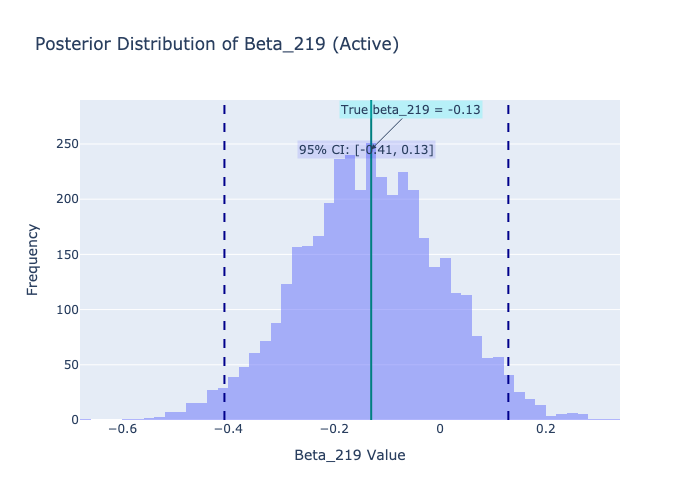 Posterior Distribution of Beta_219 (Active)
True beta_219 = -0.13
95% CI: [-0.41, 0.13]
250
200
150
100
50
0
Frequency
−0.6
−0.4
−0.2
0
0.2
Beta_219 Value